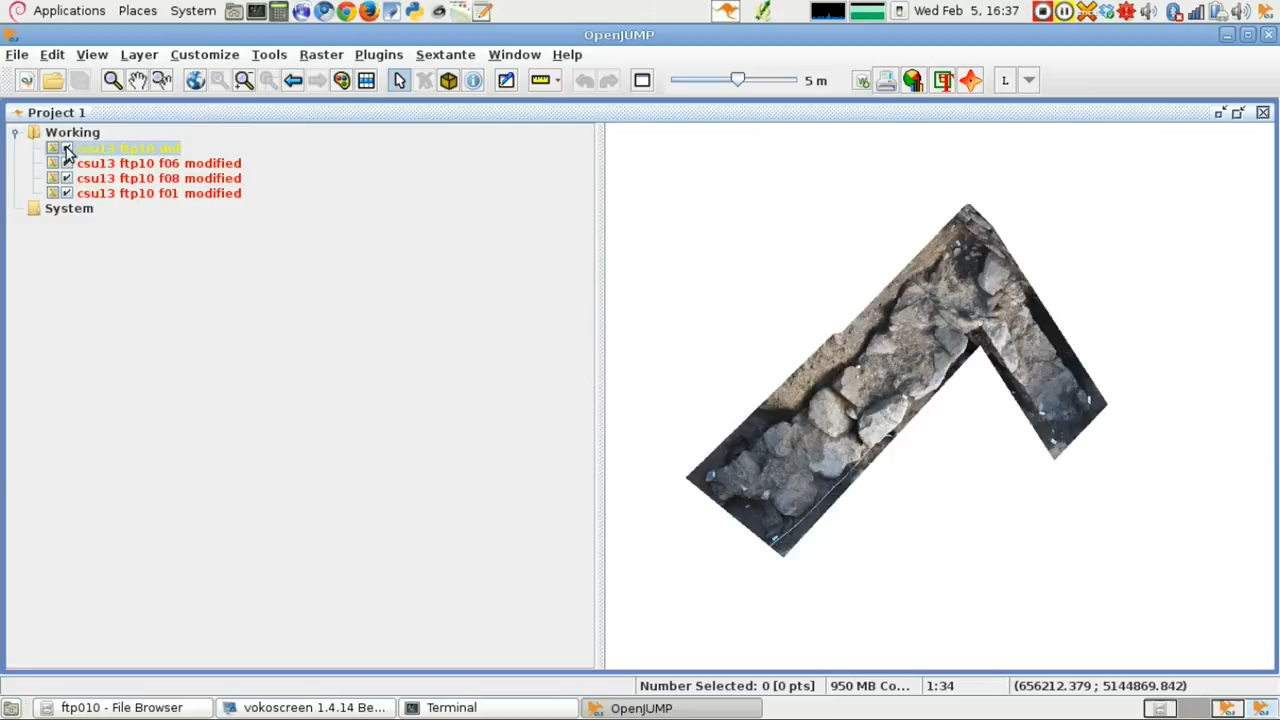 Applications Places System Wed Feb 5, 16:37
OpenJUMP
File Edit View Layer Customize Tools Raster Plugins Sextante Window Help
5 m L
Project 1
Working
csu13 ftp10 dof
csu13 ftp10 f06 modified
csu13 ftp10 f08 modified
csu13 ftp10 f01 modified
System
Number Selected: 0 [0 pts] 950 MB Co... 1:34 (656212.379 ; 5144869.842)
ftp010 - File Browser vokoscreen 1.4.14 Be... Terminal OpenJUMP